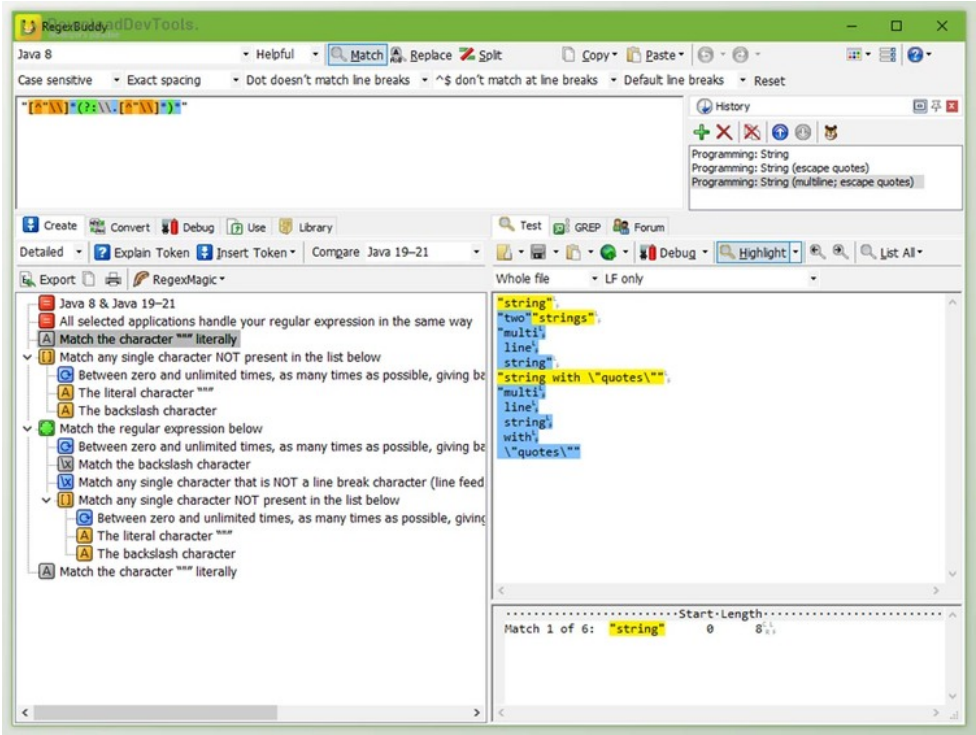 RegexBuddy
adDevTools.
Java 8 Helpful Match Replace Split Copy Paste
Case sensitive Exact spacing Dot doesn't match line breaks ^$ don't match at line breaks Default line breaks Reset
"[^"\\]*(?:\\.[^"\\]*)*"
History
Programming: String
Programming: String (escape quotes)
Programming: String (multiline; escape quotes)
Create Convert Debug Use Library
Detailed Explain Token Insert Token Compare Java 19–21
Export RegexMagic
Java 8 & Java 19–21
All selected applications handle your regular expression in the same way
Match the character “"” literally
Match any single character NOT present in the list below
Between zero and unlimited times, as many times as possible, giving ba
The literal character “"”
The backslash character
Match the regular expression below
Between zero and unlimited times, as many times as possible, giving ba
Match the backslash character
Match any single character that is NOT a line break character (line feed
Match any single character NOT present in the list below
Between zero and unlimited times, as many times as possible, giving
The literal character “"”
The backslash character
Match the character “"” literally
Test GREP Forum
Debug Highlight List All
Whole file LF only
"string"
"two""strings"
"multi
line
string"
"string with \"quotes\""
"multi
line
string
with
\"quotes\""
Start Length
Match 1 of 6: "string" 0 8